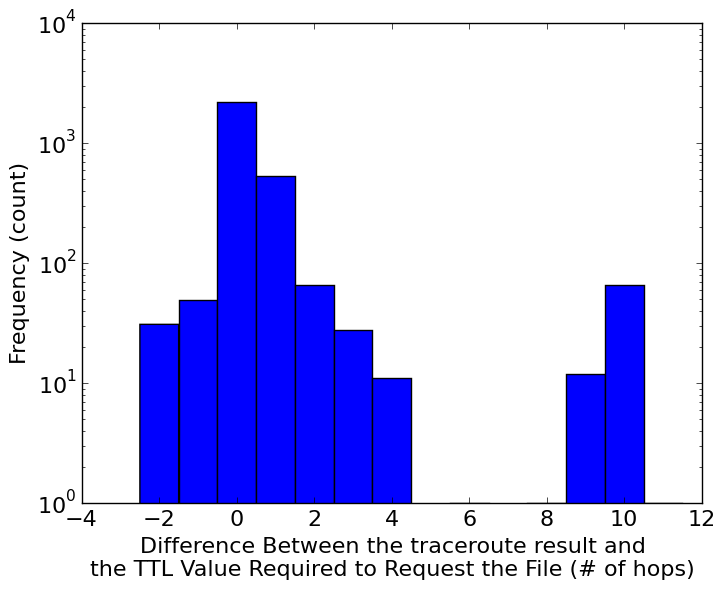 10^4
10^3
10^2
10^1
10^0
Frequency (count)
−4 −2 0 2 4 6 8 10 12
Difference Between the traceroute result and
the TTL Value Required to Request the File (# of hops)